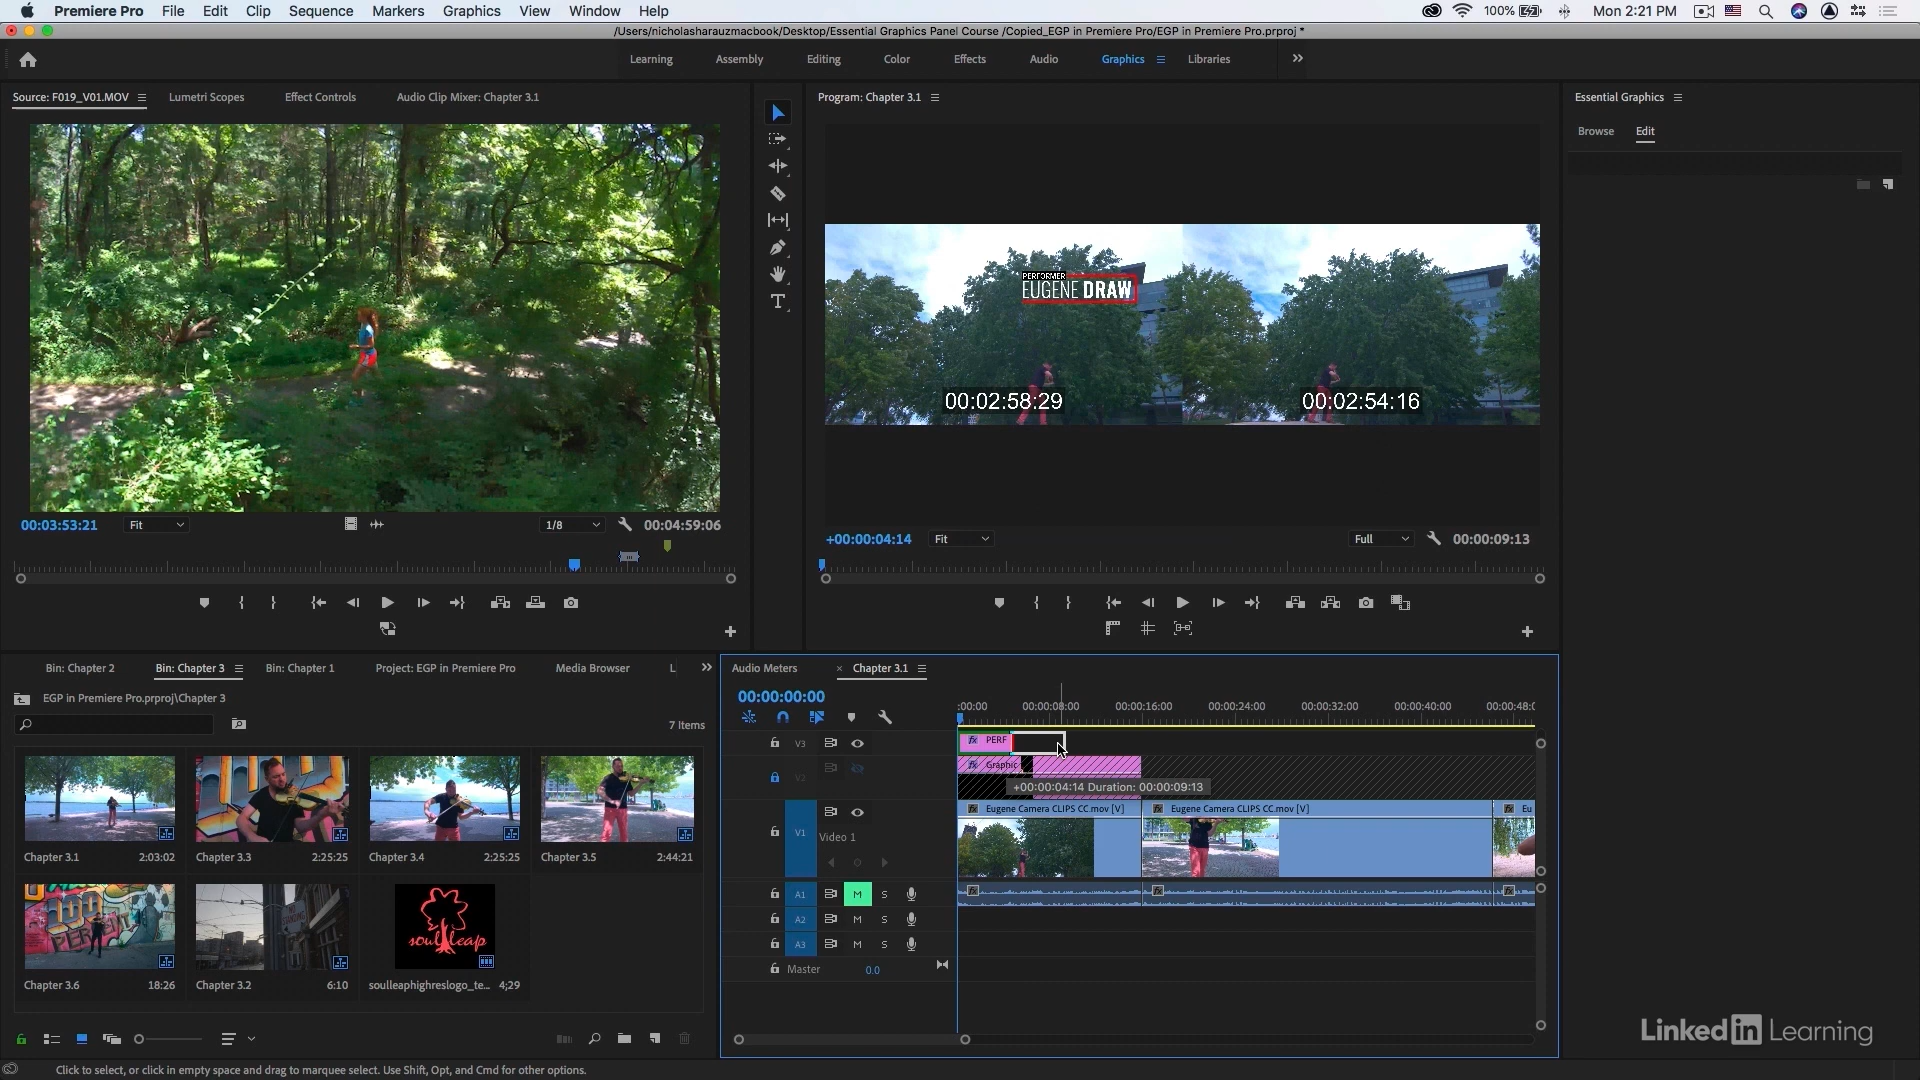 Premiere Pro File Edit Clip Sequence Markers Graphics View Window Help
100% Mon 2:21 PM
/Users/nicholasharauzmacbook/Desktop/Essential Graphics Panel Course /Copied_EGP in Premiere Pro/EGP in Premiere Pro.prproj *
Learning Assembly Editing Color Effects Audio Graphics Libraries
Source: F019_V01.MOV Lumetri Scopes Effect Controls Audio Clip Mixer: Chapter 3.1
Program: Chapter 3.1
Essential Graphics
Browse Edit
PERFORMER
EUGENE DRAW
00:02:58:29 00:02:54:16
00:03:53:21 Fit 1/8 00:04:59:06
+00:00:04:14 Fit Full 00:00:09:13
Bin: Chapter 2 Bin: Chapter 3 Bin: Chapter 1 Project: EGP in Premiere Pro Media Browser L
EGP in Premiere Pro.prproj\Chapter 3
7 Items
Chapter 3.1 2:03:02
Chapter 3.3 2:25:25
Chapter 3.4 2:25:25
Chapter 3.5 2:44:21
soul leap
Chapter 3.6 18:26
Chapter 3.2 6:10
soulleaphighreslogo_te... 4;29
Audio Meters × Chapter 3.1
00:00:00:00
:00:00 00:00:08:00 00:00:16:00 00:00:24:00 00:00:32:00 00:00:40:00 00:00:48:0
V3 fx PERF
V2 fx Graphic
+00:00:04:14 Duration: 00:00:09:13
V1 Video 1
Eugene Camera CLIPS CC.mov [V] Eugene Camera CLIPS CC.mov [V] Eu
A1 M S
A2 M S
A3 M S
Master 0.0
Linked in Learning
Click to select, or click in empty space and drag to marquee select. Use Shift, Opt, and Cmd for other options.